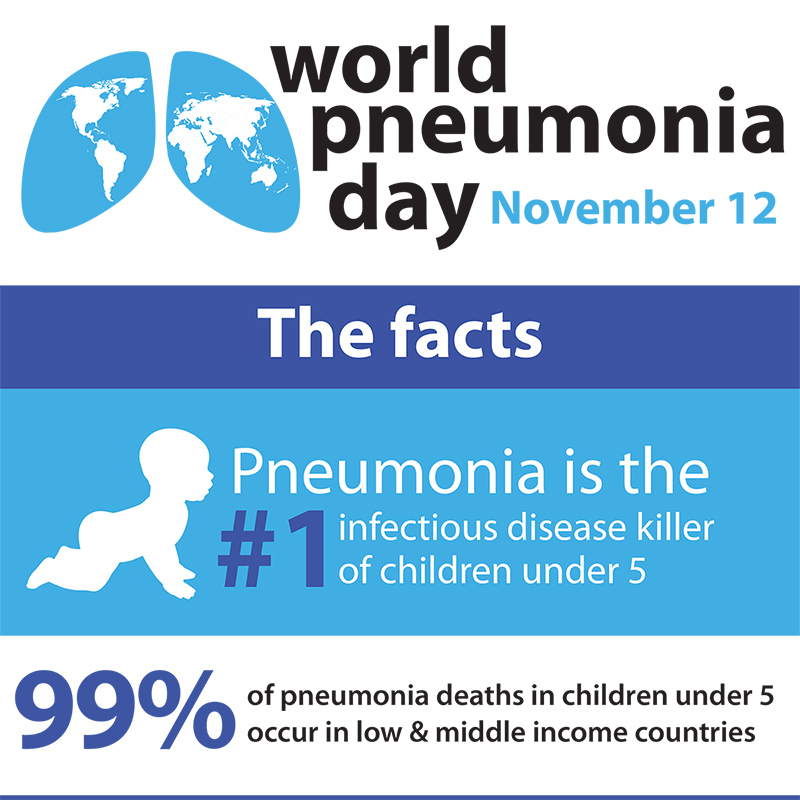 world
pneumonia
day November 12
The facts
Pneumonia is the
#1 infectious disease killer
of children under 5
99% of pneumonia deaths in children under 5
occur in low & middle income countries